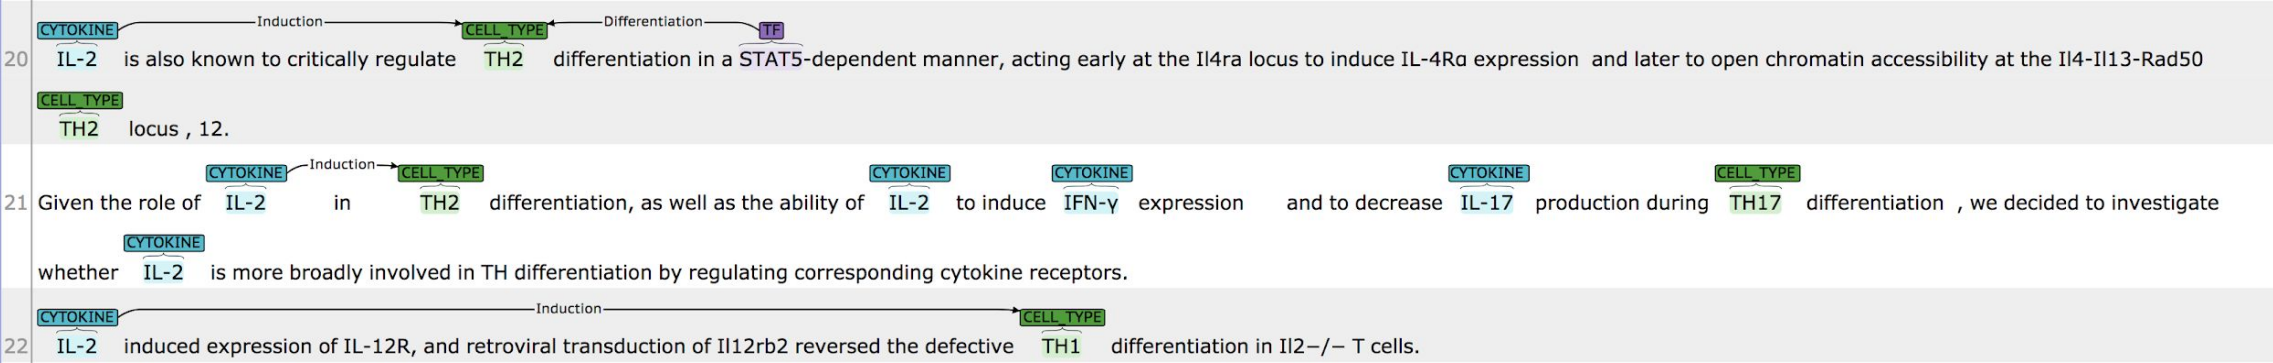 CYTOKINE Induction CELL_TYPE Differentiation TF
20 IL-2 is also known to critically regulate TH2 differentiation in a STAT5-dependent manner, acting early at the Il4ra locus to induce IL-4Rα expression and later to open chromatin accessibility at the Il4-Il13-Rad50
CELL_TYPE
TH2 locus , 12.
CYTOKINE Induction CELL_TYPE CYTOKINE CYTOKINE CYTOKINE CELL_TYPE
21 Given the role of IL-2 in TH2 differentiation, as well as the ability of IL-2 to induce IFN-γ expression and to decrease IL-17 production during TH17 differentiation , we decided to investigate
CYTOKINE
whether IL-2 is more broadly involved in TH differentiation by regulating corresponding cytokine receptors.
CYTOKINE Induction CELL_TYPE
22 IL-2 induced expression of IL-12R, and retroviral transduction of Il12rb2 reversed the defective TH1 differentiation in Il2−/− T cells.